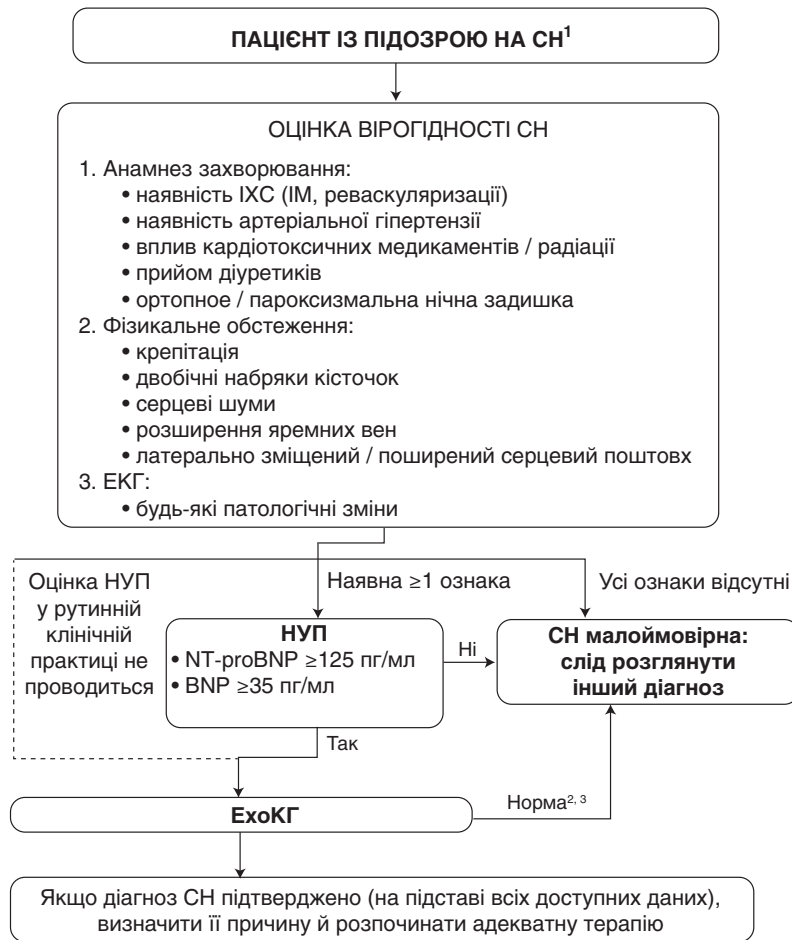 ПАЦІЄНТ ІЗ ПІДОЗРОЮ НА СН1
ОЦІНКА ВІРОГІДНОСТІ СН
1. Анамнез захворювання:
• наявність ІХС (ІМ, реваскуляризації)
• наявність артеріальної гіпертензії
• вплив кардіотоксичних медикаментів / радіації
• прийом діуретиків
• ортопное / пароксизмальна нічна задишка
2. Фізикальне обстеження:
• крепітація
• двобічні набряки кісточок
• серцеві шуми
• розширення яремних вен
• латерально зміщений / поширений серцевий поштовх
3. ЕКГ:
• будь-які патологічні зміни
Оцінка НУП
у рутинній
клінічній
практиці не
проводиться
Наявна ≥1 ознака
Усі ознаки відсутні
НУП
• NT-proBNP ≥125 пг/мл
• BNP ≥35 пг/мл
Ні
СН малоймовірна:
слід розглянути
інший діагноз
Так
ЕхоКГ
Норма2, 3
Якщо діагноз СН підтверджено (на підставі всіх доступних даних),
визначити її причину й розпочинати адекватну терапію